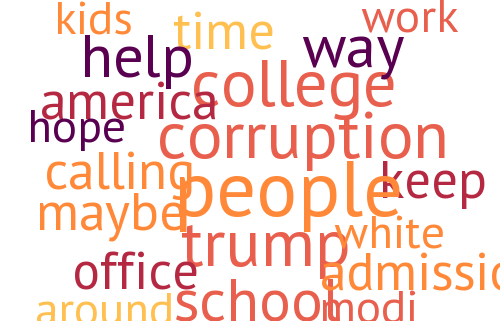 kids
work
time
help
way
college
america
hope
corruption
calling
keep
people
maybe
white
trump
office
admissio
school
around
modi